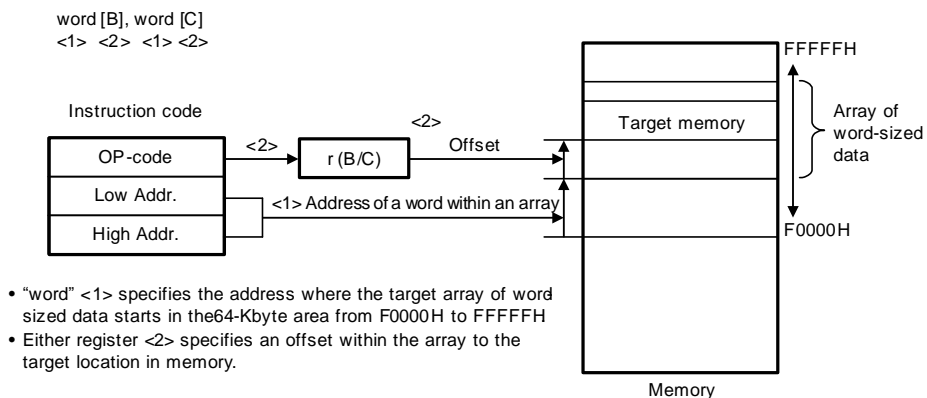 word [B], word [C]
<1> <2> <1> <2>
FFFFFH
Instruction code
<2>
Array of
word-sized
data
Target memory
OP-code
<2>
r (B/C)
Offset
Low Addr.
<1> Address of a word within an array
High Addr.
F0000H
• “word” <1> specifies the address where the target array of word
sized data starts in the64-Kbyte area from F0000H to FFFFFH
• Either register <2> specifies an offset within the array to the
target location in memory.
Memory